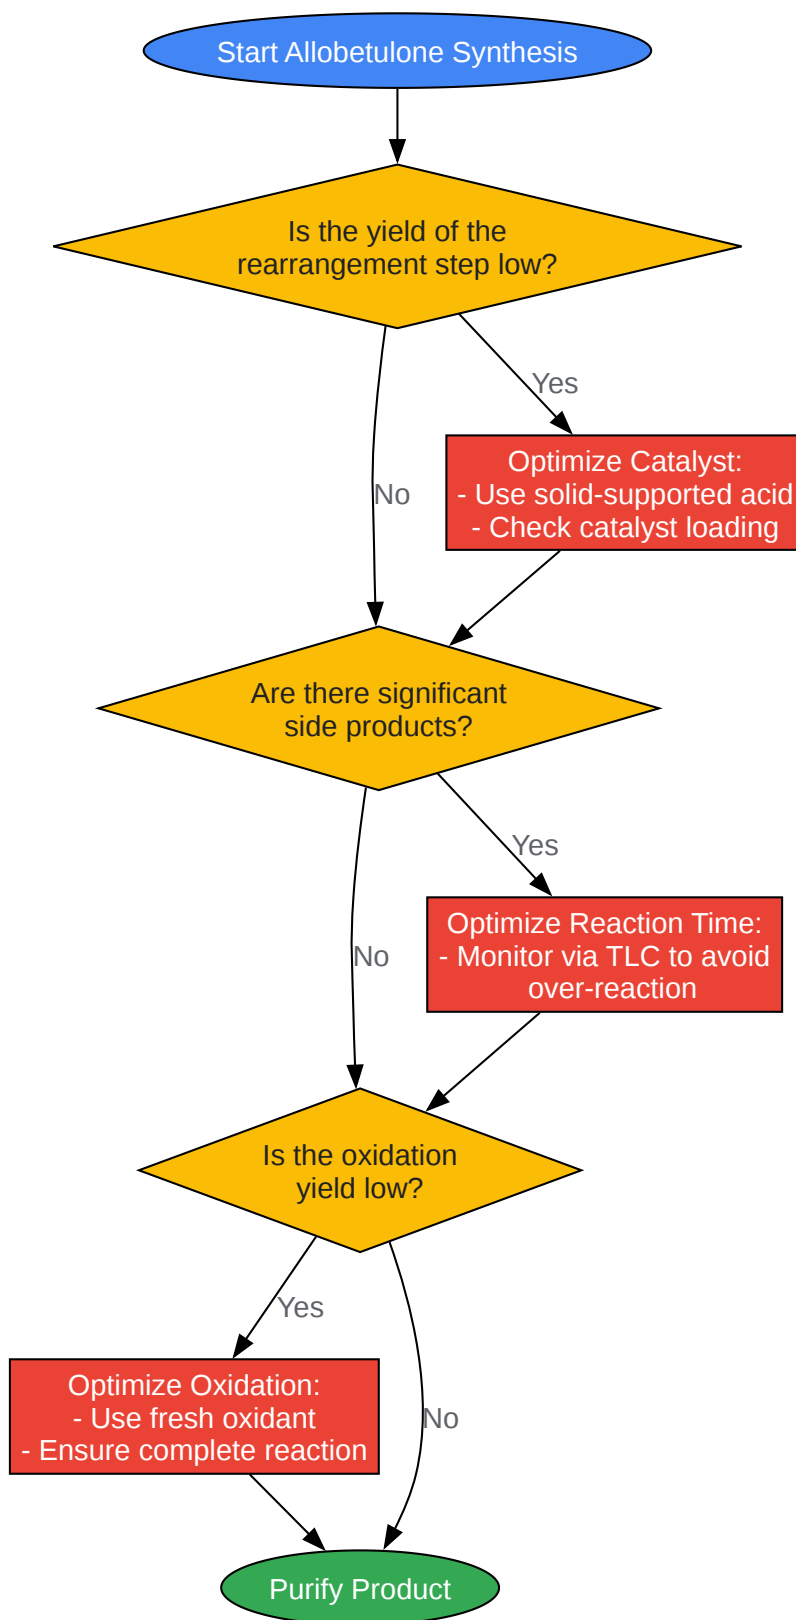 Start Allobetulone Synthesis
Is the yield of the
rearrangement step low?
Yes
Optimize Catalyst:
- Use solid-supported acid
- Check catalyst loading
No
Are there significant
side products?
Yes
Optimize Reaction Time:
- Monitor via TLC to avoid
over-reaction
No
Is the oxidation
yield low?
Yes
Optimize Oxidation:
- Use fresh oxidant
- Ensure complete reaction
No
Purify Product